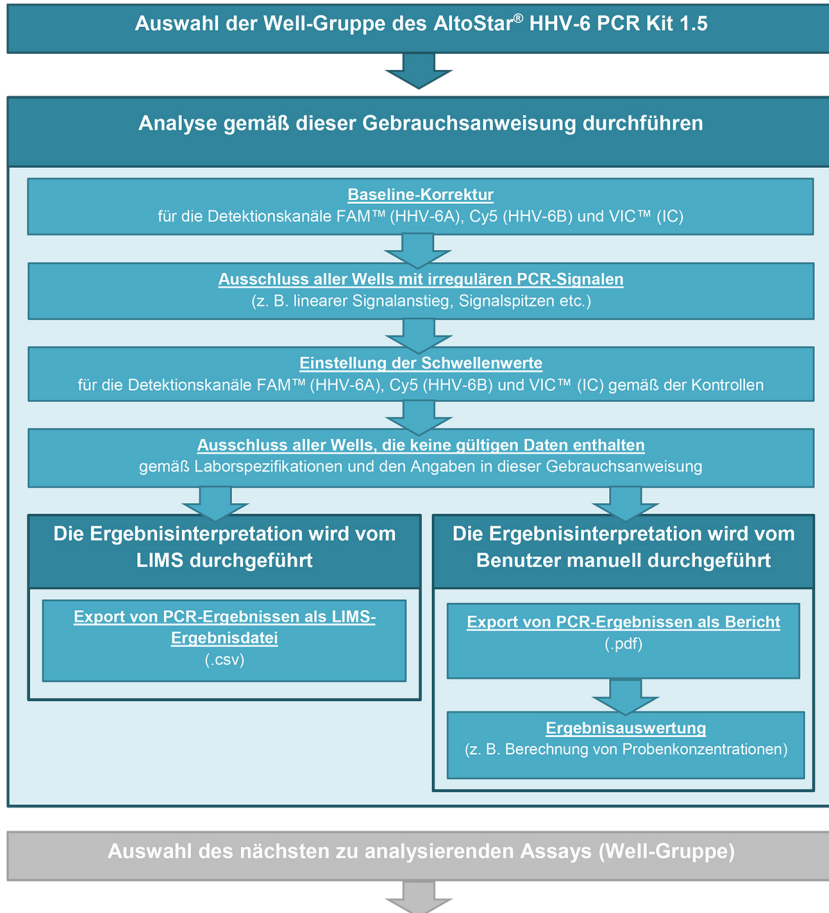 Auswahl der Well-Gruppe des AltoStar® HHV-6 PCR Kit 1.5
Analyse gemäß dieser Gebrauchsanweisung durchführen
Baseline-Korrektur
für die Detektionskanäle FAM™ (HHV-6A), Cy5 (HHV-6B) und VIC™ (IC)
Ausschluss aller Wells mit irregulären PCR-Signalen
(z. B. linearer Signalanstieg, Signalspitzen etc.)
Einstellung der Schwellenwerte
für die Detektionskanäle FAM™ (HHV-6A), Cy5 (HHV-6B) und VIC™ (IC) gemäß der Kontrollen
Ausschluss aller Wells, die keine gültigen Daten enthalten
gemäß Laborspezifikationen und den Angaben in dieser Gebrauchsanweisung
Die Ergebnisinterpretation wird vom
LIMS durchgeführt
Export von PCR-Ergebnissen als LIMS-
Ergebnisdatei
(.csv)
Die Ergebnisinterpretation wird vom
Benutzer manuell durchgeführt
Export von PCR-Ergebnissen als Bericht
(.pdf)
Ergebnisauswertung
(z. B. Berechnung von Probenkonzentrationen)
Auswahl des nächsten zu analysierenden Assays (Well-Gruppe)